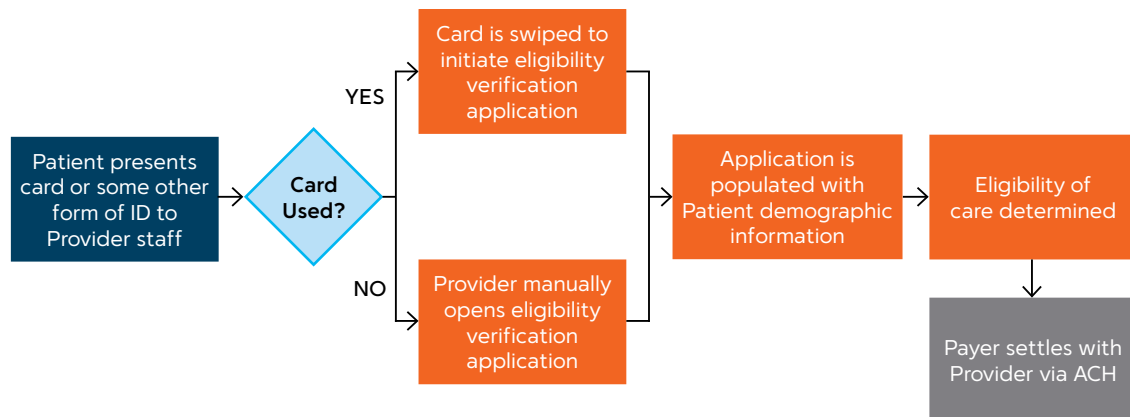 Patient presents
card or some other
form of ID to
Provider staff
Card
Used?
YES
Card is swiped to
initiate eligibility
verification
application
NO
Provider manually
opens eligibility
verification
application
Application is
populated with
Patient demographic
information
Eligibility of
care determined
Payer settles with
Provider via ACH